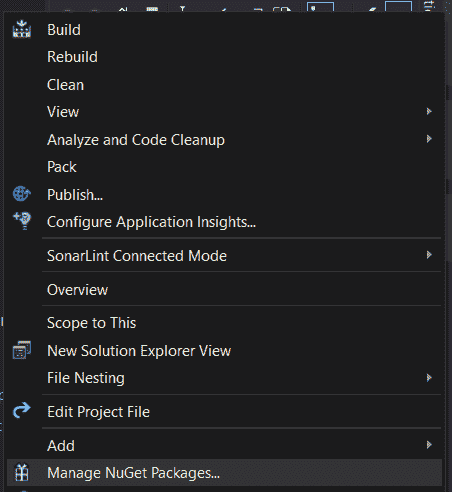 Build
Rebuild
Clean
View
Analyze and Code Cleanup
Pack
Publish...
Configure Application Insights...
SonarLint Connected Mode
Overview
Scope to This
New Solution Explorer View
File Nesting
Edit Project File
Add
Manage NuGet Packages...